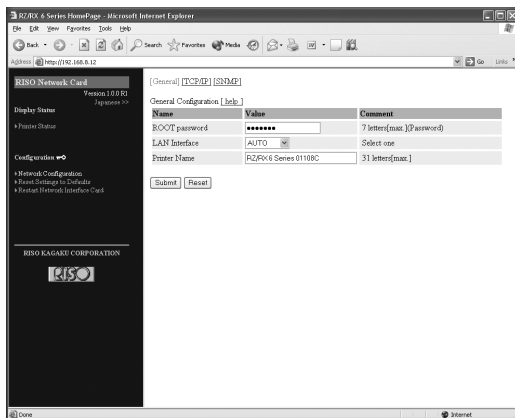 RZ/RX 6 Series HomePage - Microsoft Internet Explorer
File Edit View Favorites Tools Help
Back Search Favorites Media
Address http://192.168.8.12 Go Links »
RISO Network Card
Version 1.0.0 R1
Japanese >>
Display Status
Printer Status
Configuration
Network Configuration
Reset Settings to Defaults
Restart Network Interface Card
RISO KAGAKU CORPORATION
RISO
[General] [TCP/IP] [SNMP]
General Configuration [ help ]
Name Value Comment
ROOT password ●●●●●●● 7 letters[max.](Password)
LAN Interface AUTO Select one
Printer Name RZ/RX6 Series 01108C 31 letters[max.]
Submit Reset
Done Internet